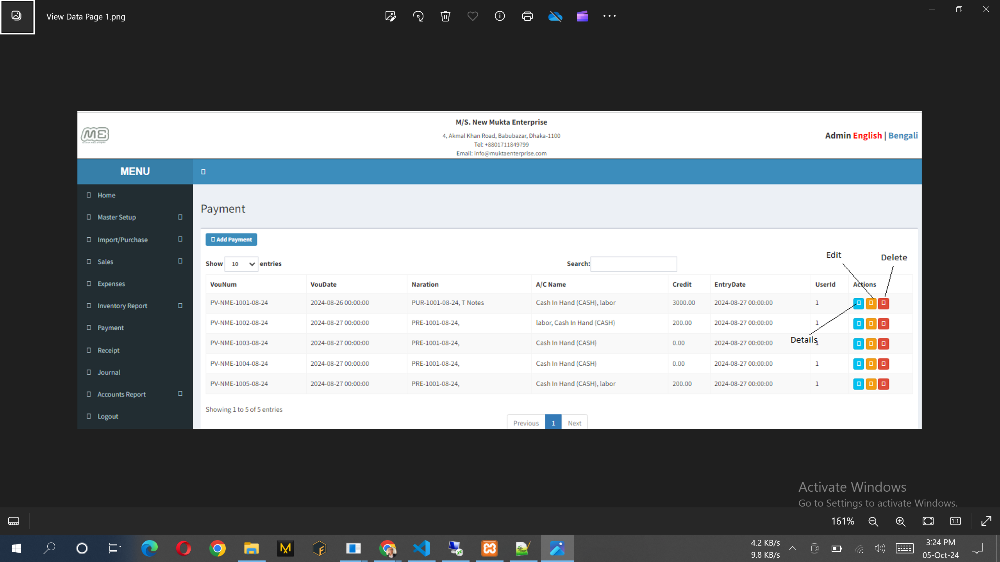 View Data Page 1.png
M/S. New Mukta Enterprise
4, Akmal Khan Road, Babubazar, Dhaka-1100
Tel: +8801711849799
Email: info@muktaenterprise.com
ME
Admin English | Bengali
MENU
Home
Master Setup
Import/Purchase
Sales
Expenses
Inventory Report
Payment
Receipt
Journal
Accounts Report
Logout
Payment
Add Payment
Show 10 entries
Search:
Edit
Delete
VouNum VouDate Naration A/C Name Credit EntryDate UserId Actions
PV-NME-1001-08-24 2024-08-26 00:00:00 PUR-1001-08-24, T Notes Cash In Hand (CASH), labor 3000.00 2024-08-27 00:00:00 1
PV-NME-1002-08-24 2024-08-27 00:00:00 PRE-1001-08-24, labor, Cash In Hand (CASH) 200.00 2024-08-27 00:00:00 1
Details
PV-NME-1003-08-24 2024-08-27 00:00:00 PRE-1001-08-24, Cash In Hand (CASH) 0.00 2024-08-27 00:00:00 1
PV-NME-1004-08-24 2024-08-27 00:00:00 PRE-1001-08-24, Cash In Hand (CASH) 0.00 2024-08-27 00:00:00 1
PV-NME-1005-08-24 2024-08-27 00:00:00 PRE-1001-08-24, Cash In Hand (CASH), labor 200.00 2024-08-27 00:00:00 1
Showing 1 to 5 of 5 entries
Previous 1 Next
Activate Windows
Go to Settings to activate Windows.
161%
1:1
4.2 KB/s
9.8 KB/s
3:24 PM
05-Oct-24